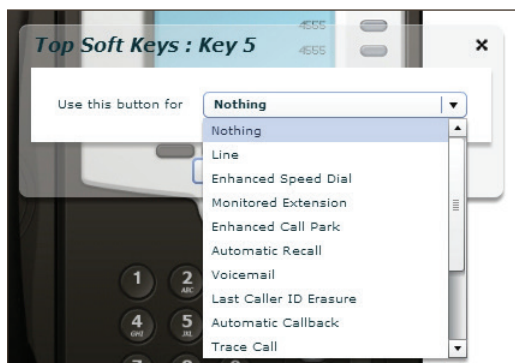 4555
Top Soft Keys : Key 5
4555
Use this button for
Nothing
Nothing
Line
Enhanced Speed Dial
Monitored Extension
Enhanced Call Park
Automatic Recall
Voicemail
Last Caller ID Erasure
Automatic Callback
Trace Call
1
2
ABC
4
GHI
5
JKL